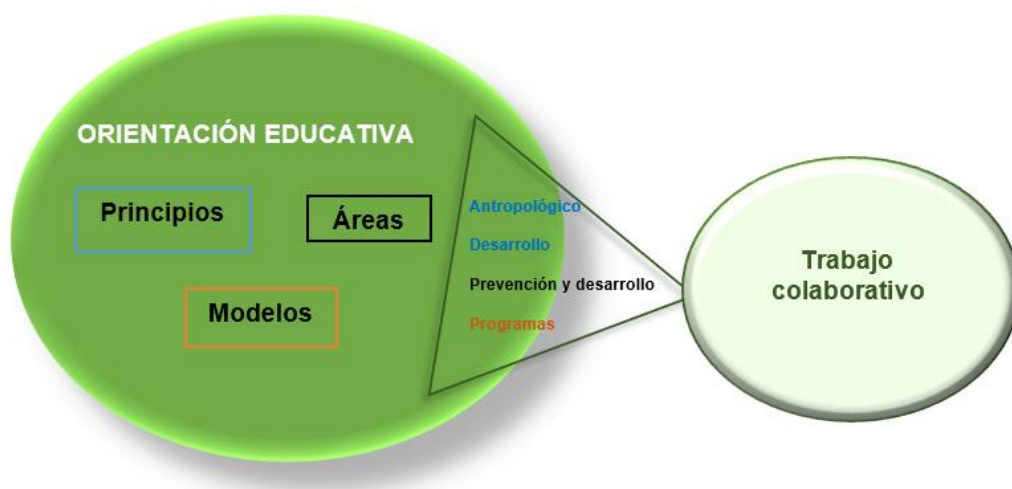 ORIENTACIÓN EDUCATIVA
Principios
Áreas
Modelos
Antropológico
Desarrollo
Prevención y desarrollo
Programas
Trabajo
colaborativo